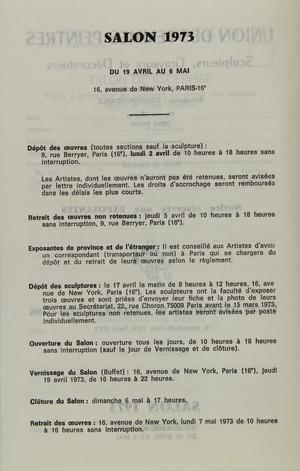 SALON 1973
DU 19 AVRIL AU 6 MAI
16, avenue de New York, PARIS-16ᵉ
Dépôt des œuvres (toutes sections sauf la sculpture) :
9, rue Berryer, Paris (16ᵉ), lundi 2 avril de 10 heures à 18 heures sans
interruption.
Les Artistes, dont les œuvres n'auront pas été retenues, seront avisées
par lettre individuellement. Les droits d'accrochage seront remboursés
dans les délais les plus courts.
Retrait des œuvres non retenues : jeudi 5 avril de 10 heures à 18 heures
sans interruption, 9, rue Berryer, Paris (16ᵉ).
Exposantes de province et de l'étranger : Il est conseillé aux Artistes d'avoir
un correspondant (transporteur ou non) à Paris qui se chargera du
dépôt et du retrait de leurs œuvres selon le règlement.
Dépôt des sculptures : le 17 avril le matin de 9 heures à 12 heures, 16, ave
nue de New York, Paris (16ᵉ). Les sculpteurs ont la faculté d'exposer
trois œuvres et sont priées d'envoyer leur fiche et la photo de leurs
œuvres au Secrétariat, 22, rue Choron 75009 Paris avant le 15 mars 1973.
Pour les sculptures non retenues, les artistes seront avisées par poste
individuellement.
Ouverture du Salon : ouverture tous les jours, de 10 heures à 18 heures
sans interruption (sauf le jour de Vernissage et de clôture).
Vernissage du Salon (Buffet) : 16, avenue de New York, Paris (16ᵉ), jeudi
19 avril 1973, de 16 heures à 22 heures.
Clôture du Salon : dimanche 6 mai à 17 heures.
Retrait des œuvres : 16, avenue de New York, lundi 7 mai 1973 de 10 heures
à 16 heures sans interruption.